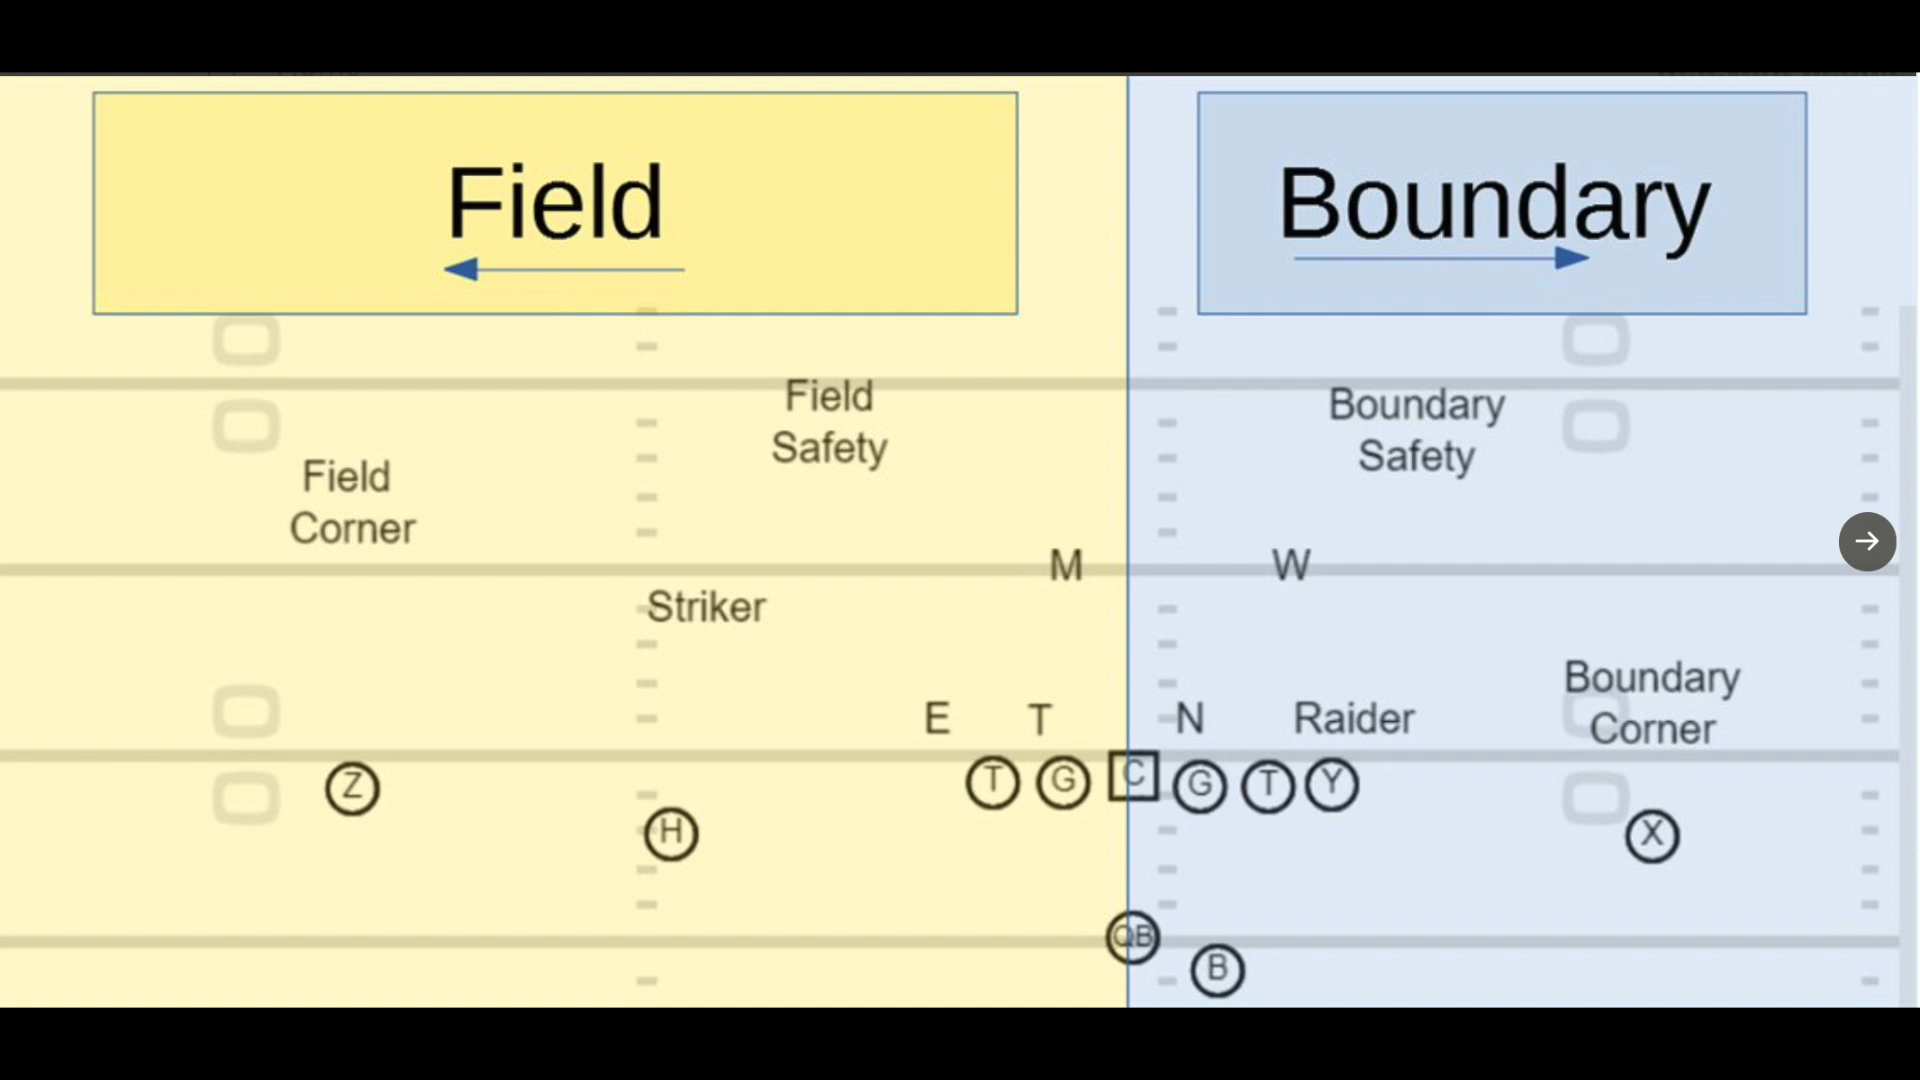 Field
Boundary
Field
Safety
Boundary
Safety
Field
Corner
M
W
Striker
Boundary
Corner
E
T
N
Raider
Z
T
G
C
G
T
Y
H
X
QB
B